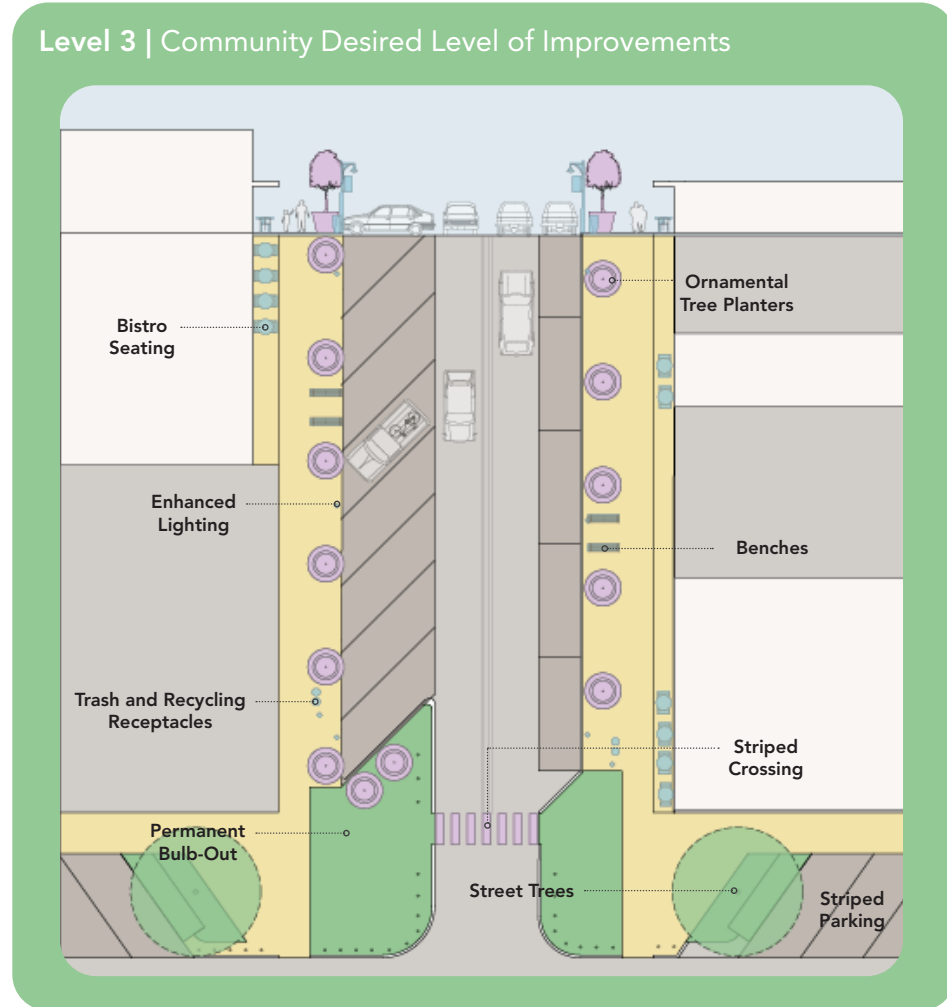 Level 3 | Community Desired Level of Improvements
Ornamental
Tree Planters
Bistro
Seating
Enhanced
Lighting
Benches
Trash and Recycling
Receptacles
Striped
Crossing
Permanent
Bulb-Out
Street Trees
Striped
Parking